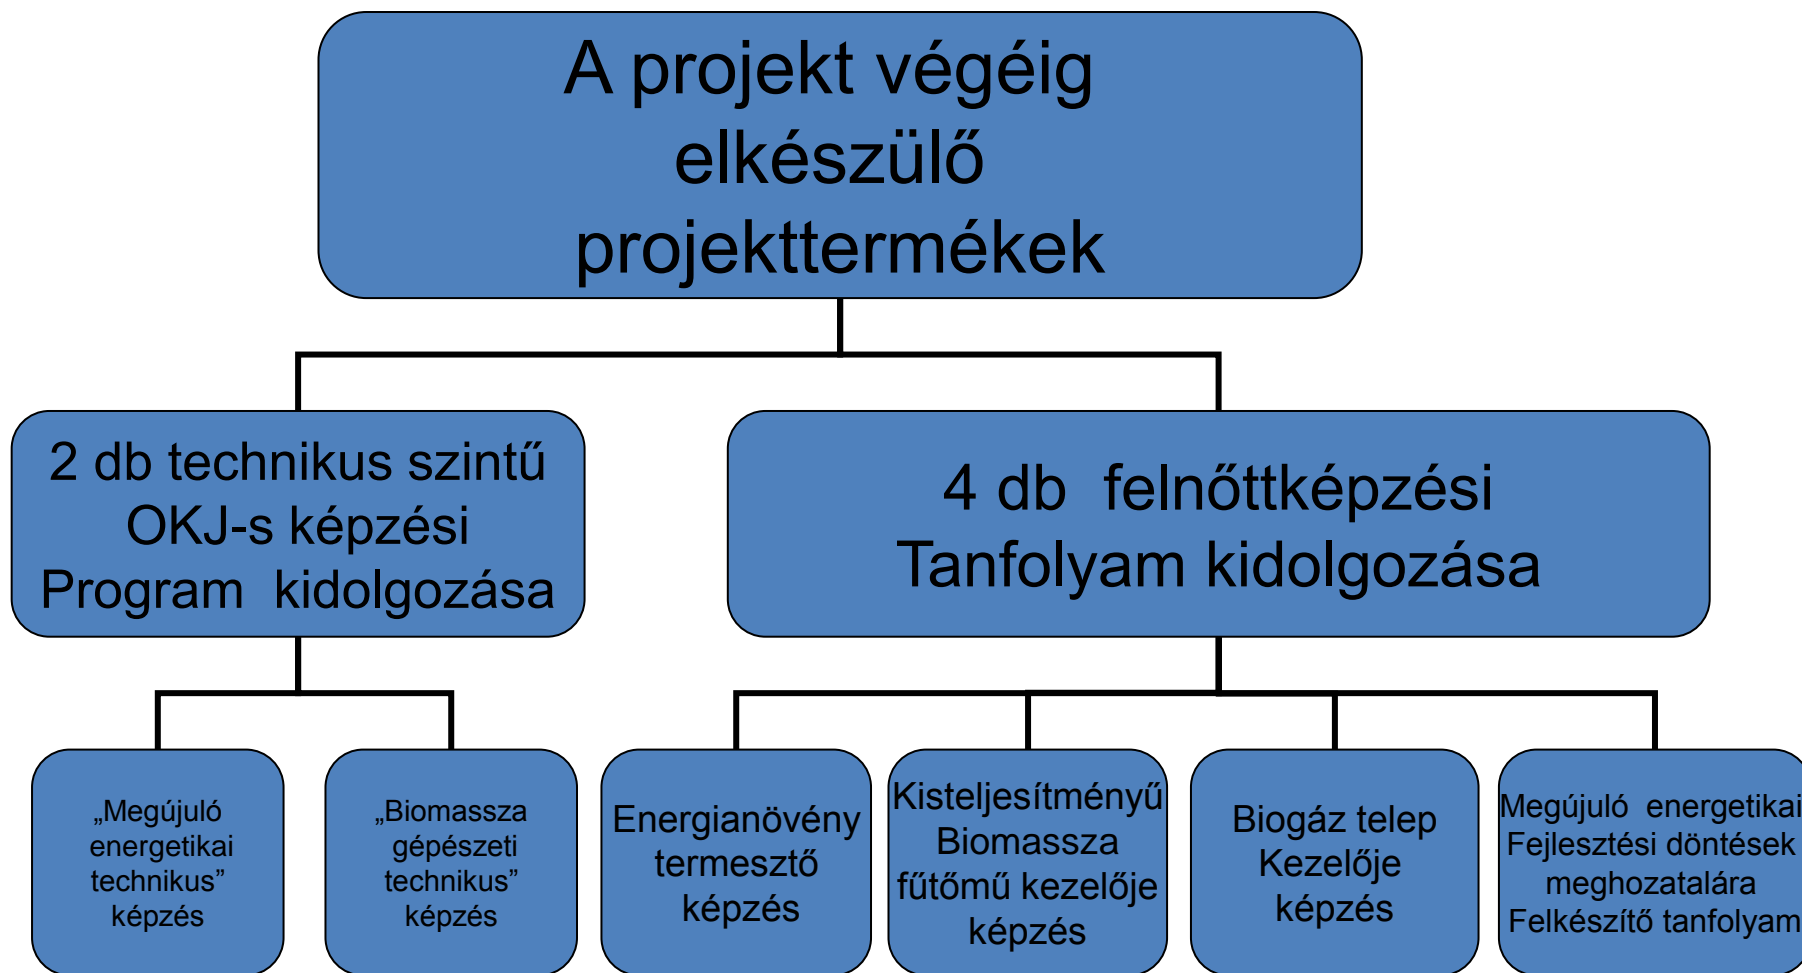 A projekt végéig
elkészülő
projekttermékek
2 db technikus szintű
OKJ-s képzési
Program kidolgozása
4 db felnőttképzési
Tanfolyam kidolgozása
„Megújuló
energetikai
technikus”
képzés
„Biomassza
gépészeti
technikus”
képzés
Energianövény
termesztő
képzés
Kisteljesítményű
Biomassza
fűtőmű kezelője
képzés
Biogáz telep
Kezelője
képzés
Megújuló energetikai
Fejlesztési döntések
meghozatalára
Felkészítő tanfolyam